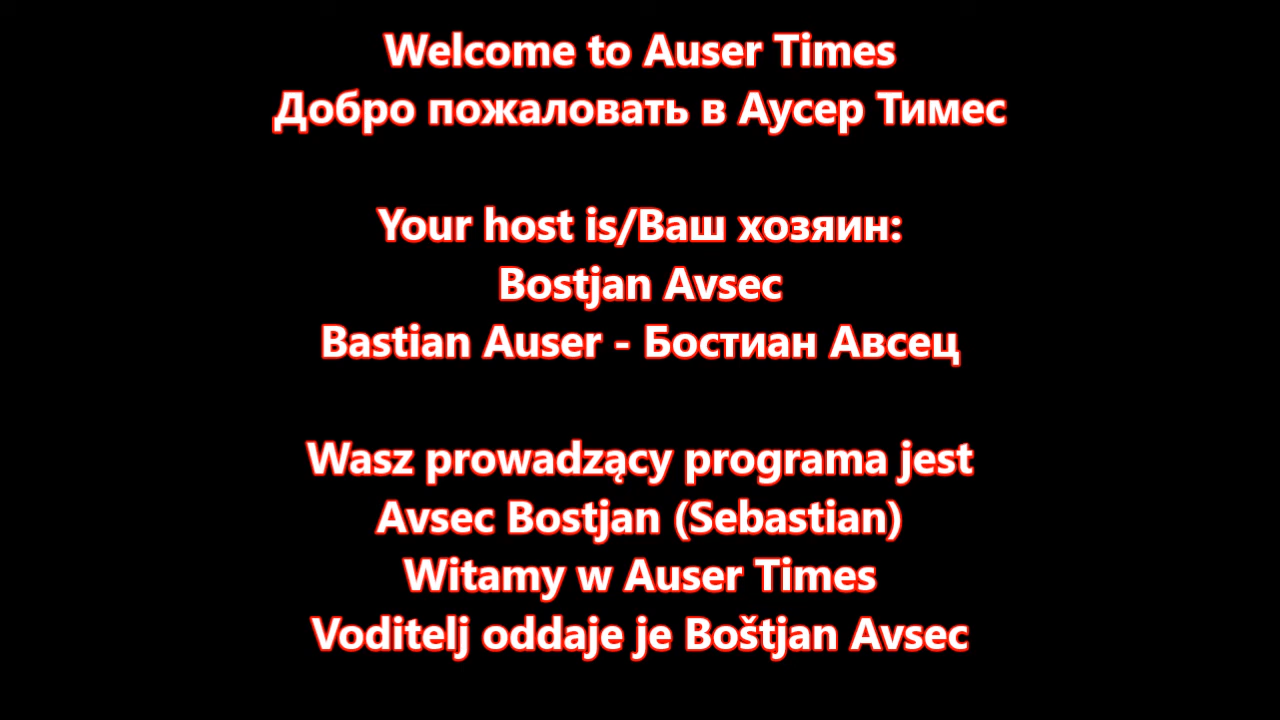 Welcome to Auser Times
Добро пожаловать в Аусер Тимес
Your host is/Ваш хозяин:
Bostjan Avsec
Bastian Auser - Бостиан Авсец
Wasz prowadzący programa jest
Avsec Bostjan (Sebastian)
Witamy w Auser Times
Voditelj oddaje je Boštjan Avsec